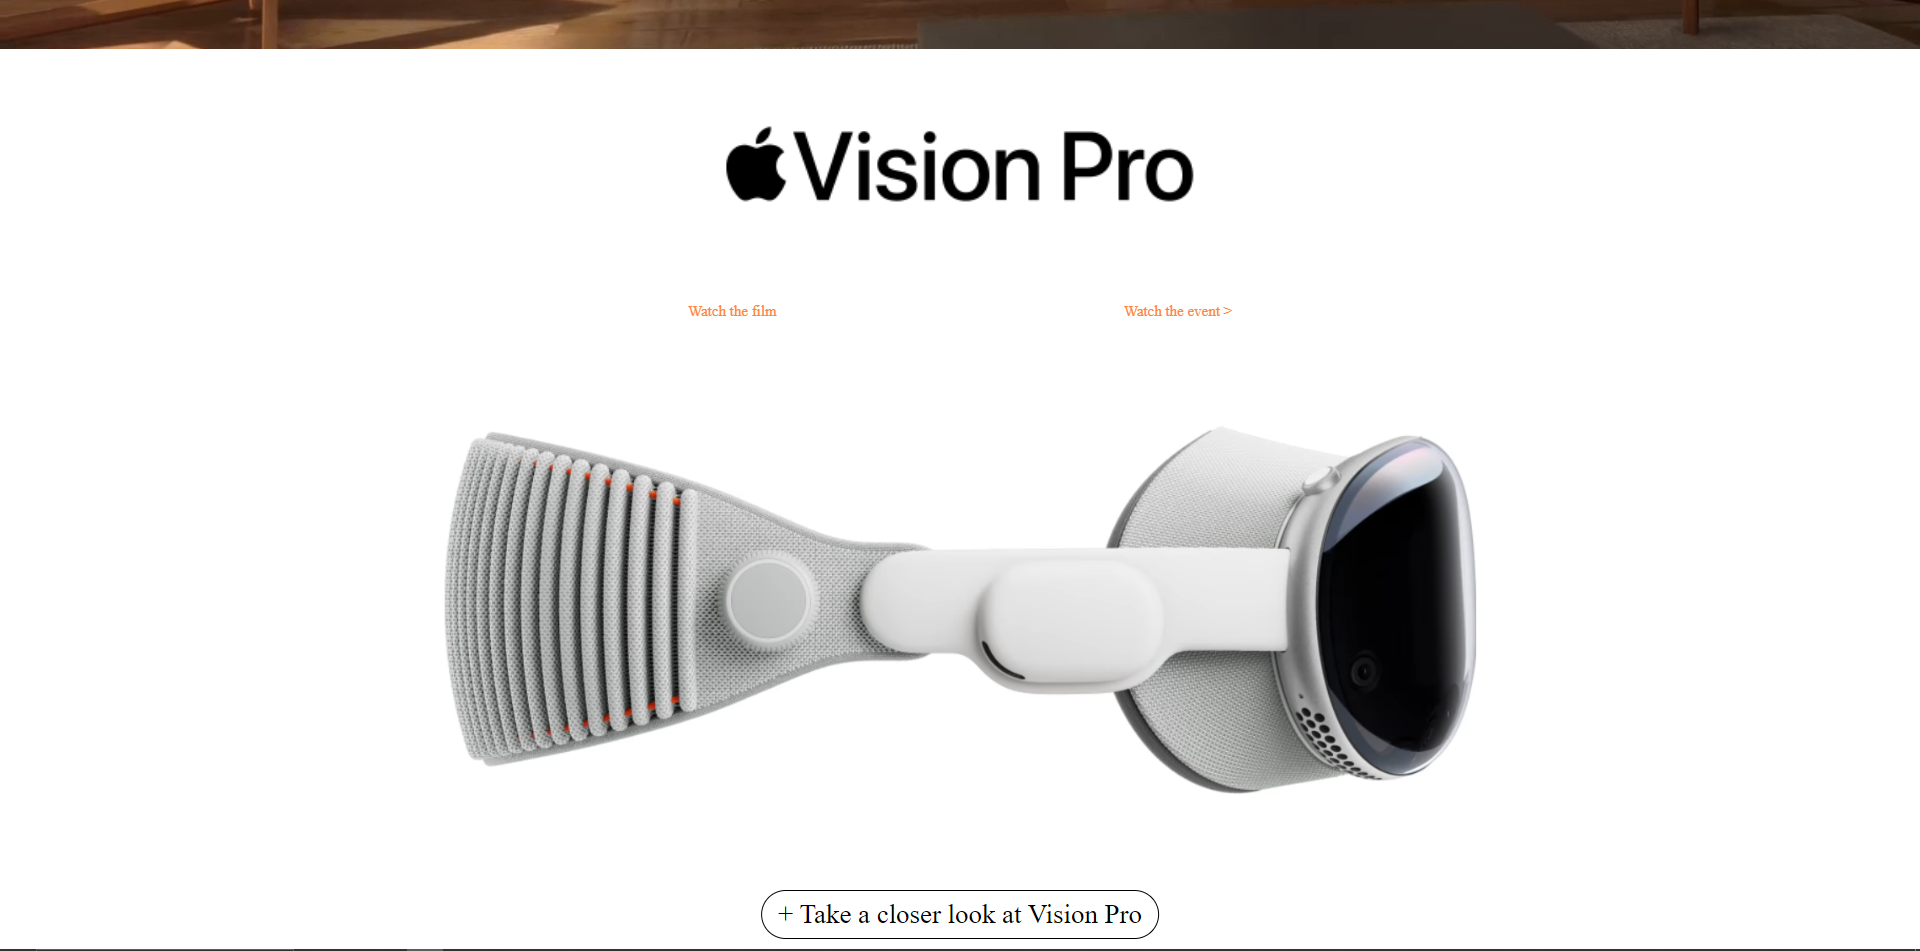 Vision Pro
Watch the film
Watch the event >
+ Take a closer look at Vision Pro